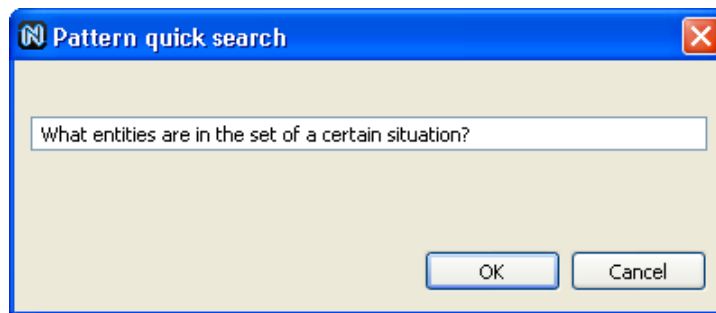 Pattern quick search
What entities are in the set of a certain situation?
OK Cancel